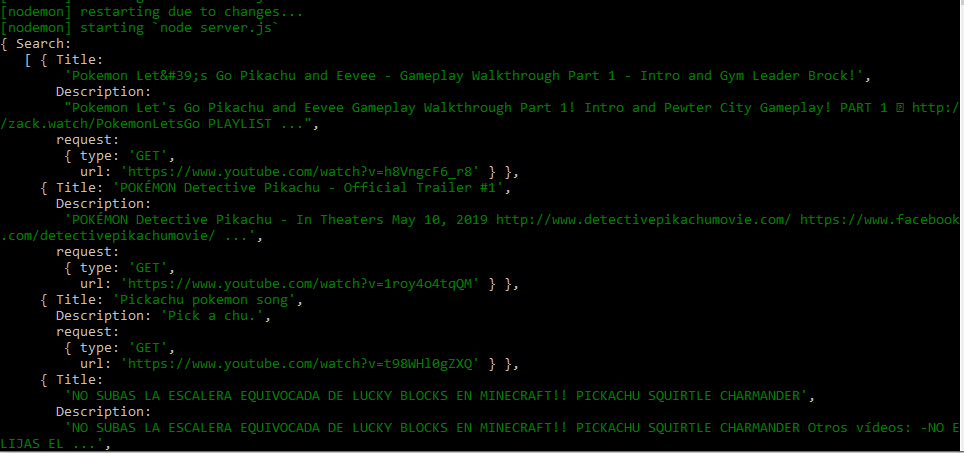 [nodemon] restarting due to changes...
[nodemon] starting `node server.js`
{ Search:
[ { Title:
'Pokemon Let&#39;s Go Pikachu and Eevee - Gameplay Walkthrough Part 1 - Intro and Gym Leader Brock!',
Description:
"Pokemon Let's Go Pikachu and Eevee Gameplay Walkthrough Part 1! Intro and Pewter City Gameplay! PART 1 http:/
/zack.watch/PokemonLetsGo PLAYLIST ...",
request:
{ type: 'GET',
url: 'https://www.youtube.com/watch?v=h8VngcF6_r8' } },
{ Title: 'POKÉMON Detective Pikachu - Official Trailer #1',
Description:
'POKÉMON Detective Pikachu - In Theaters May 10, 2019 http://www.detectivepikachumovie.com/ https://www.facebook
.com/detectivepikachumovie/ ...',
request:
{ type: 'GET',
url: 'https://www.youtube.com/watch?v=1roy4o4tqQM' } },
{ Title: 'Pickachu pokemon song',
Description: 'Pick a chu.',
request:
{ type: 'GET',
url: 'https://www.youtube.com/watch?v=t98WHl0gZXQ' } },
{ Title:
'NO SUBAS LA ESCALERA EQUIVOCADA DE LUCKY BLOCKS EN MINECRAFT!! PICKACHU SQUIRTLE CHARMANDER',
Description:
'NO SUBAS LA ESCALERA EQUIVOCADA DE LUCKY BLOCKS EN MINECRAFT!! PICKACHU SQUIRTLE CHARMANDER Otros vídeos: -NO E
LIJAS EL ...',